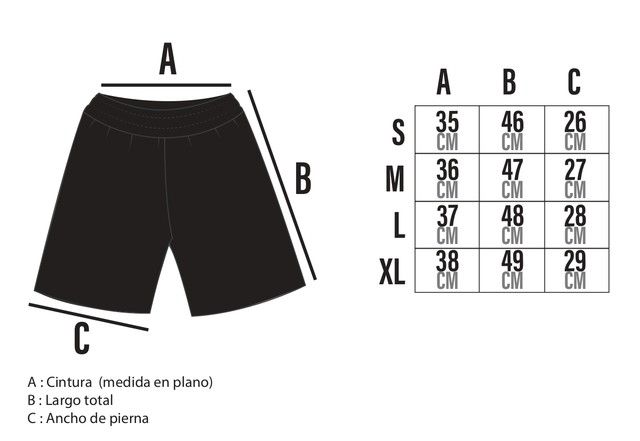 A
B
C
A : Cintura (medida en plano)
B : Largo total
C : Ancho de pierna
A B C
S 35 CM 46 CM 26 CM
M 36 CM 47 CM 27 CM
L 37 CM 48 CM 28 CM
XL 38 CM 49 CM 29 CM